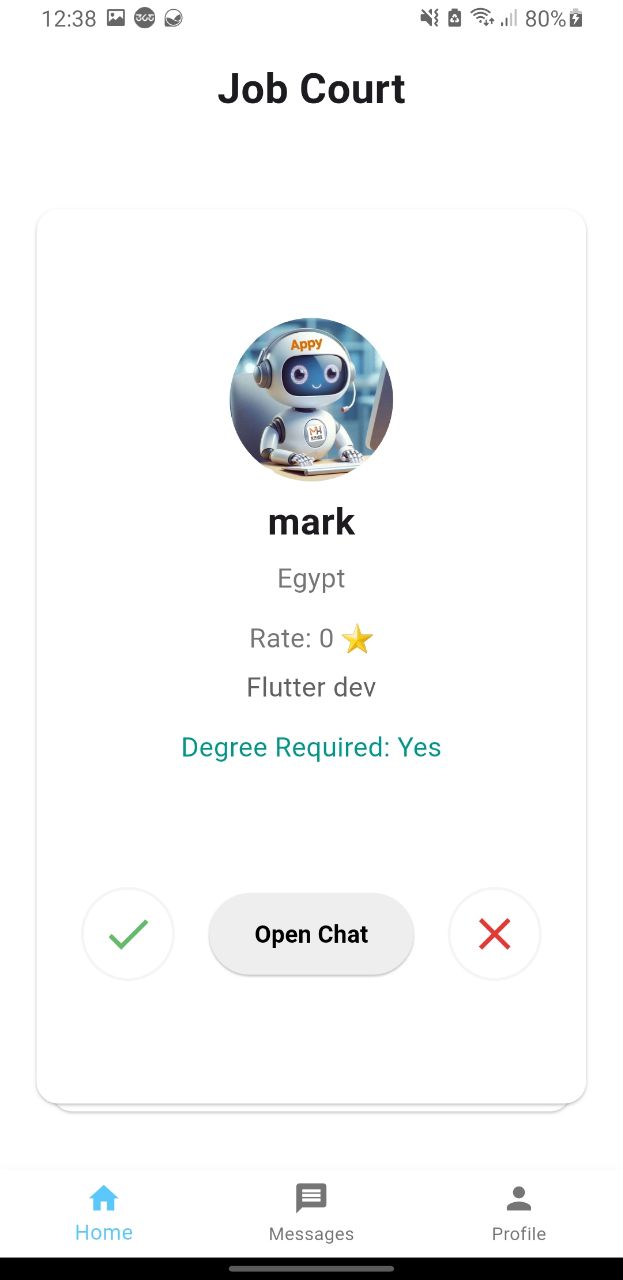 12:38 80%
Job Court
Appy
mark
Egypt
Rate: 0
Flutter dev
Degree Required: Yes
Open Chat
Home Messages Profile